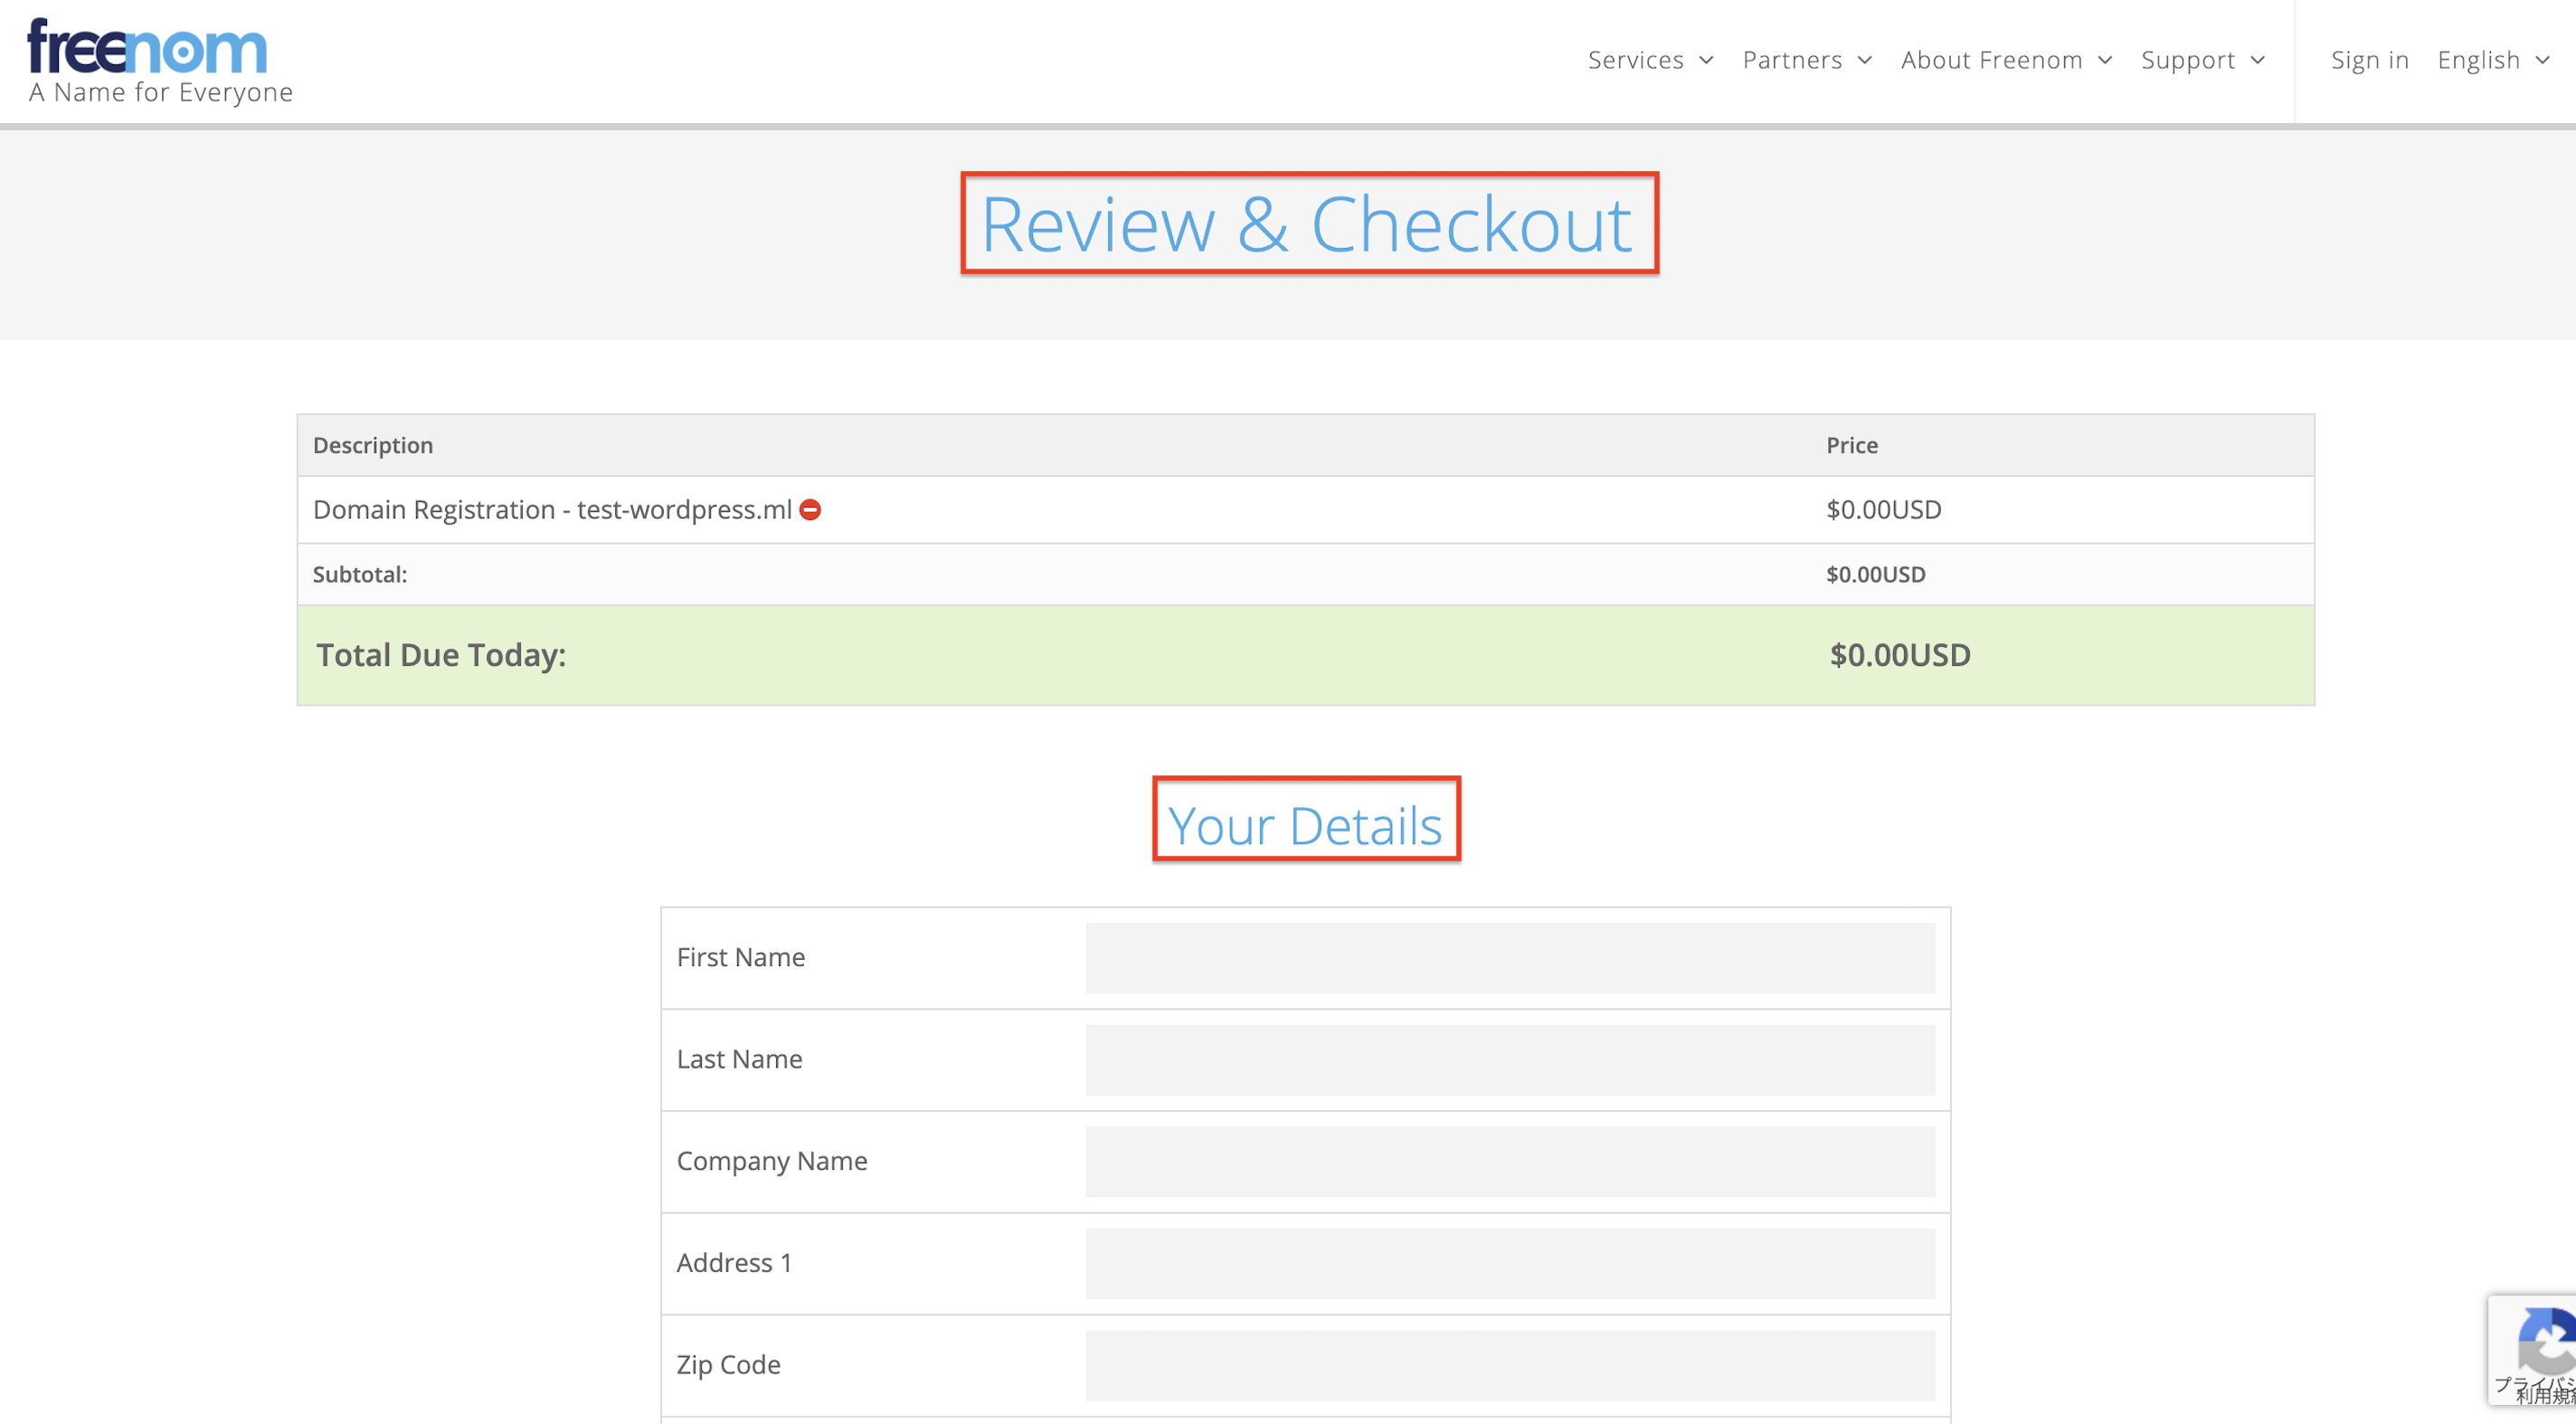 freenom
A Name for Everyone
Services Partners About Freenom Support Sign in English
Review & Checkout
Description Price
Domain Registration - test-wordpress.ml $0.00USD
Subtotal: $0.00USD
Total Due Today: $0.00USD
Your Details
First Name
Last Name
Company Name
Address 1
Zip Code
プライバシ
利用規